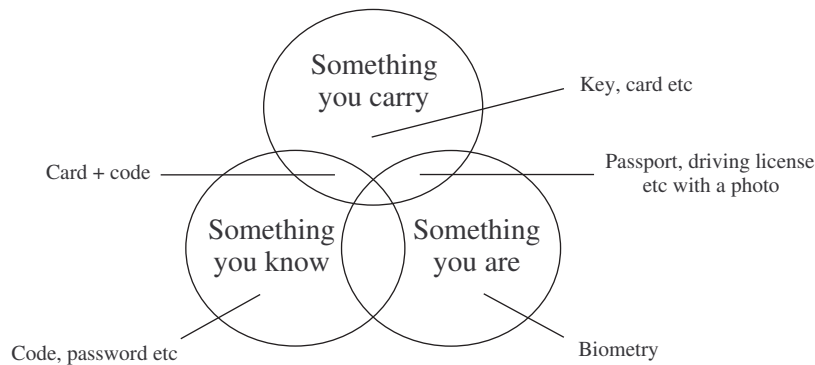 Something
you carry
Key, card etc
Card + code
Passport, driving license
etc with a photo
Something
you know
Something
you are
Code, password etc
Biometry